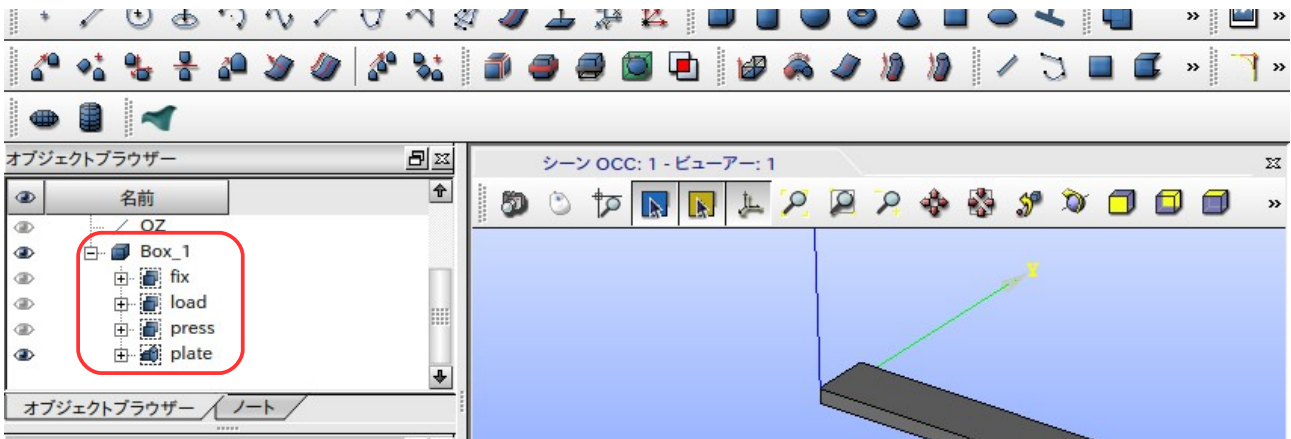 »
»
»
»
オブジェクトブラウザー
シーン OCC: 1 - ビューアー: 1
名前
OZ
Box_1
fix
load
press
plate
»
Y
オブジェクトブラウザー
ノート